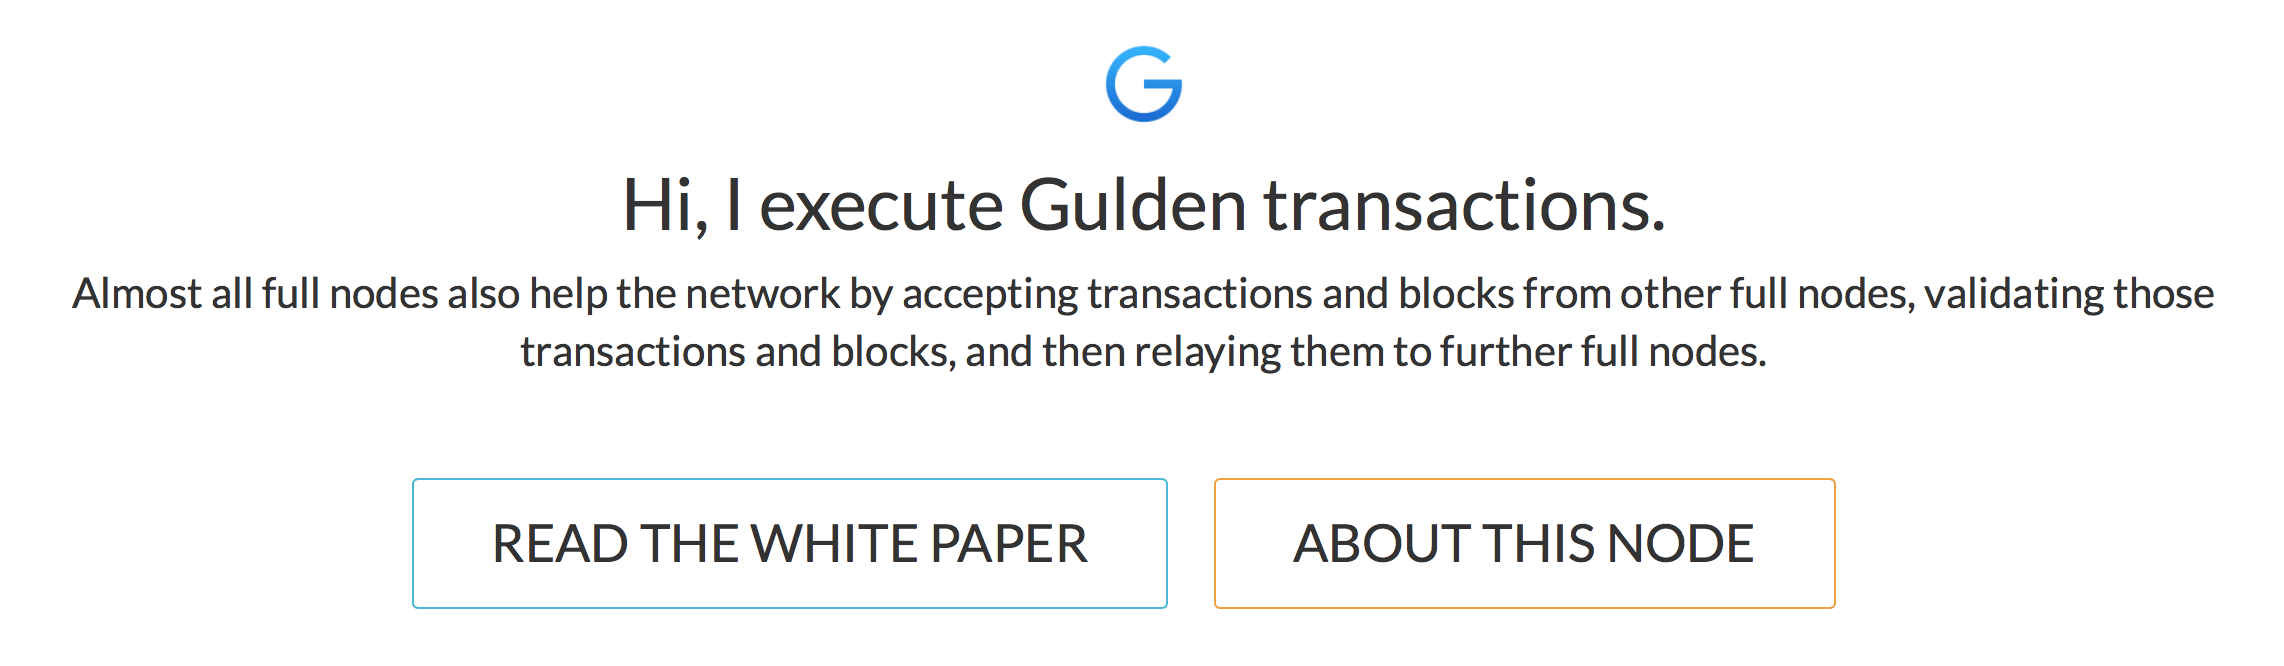 Hi, I execute Gulden transactions.
Almost all full nodes also help the network by accepting transactions and blocks from other full nodes, validating those
transactions and blocks, and then relaying them to further full nodes.
READ THE WHITE PAPER
ABOUT THIS NODE